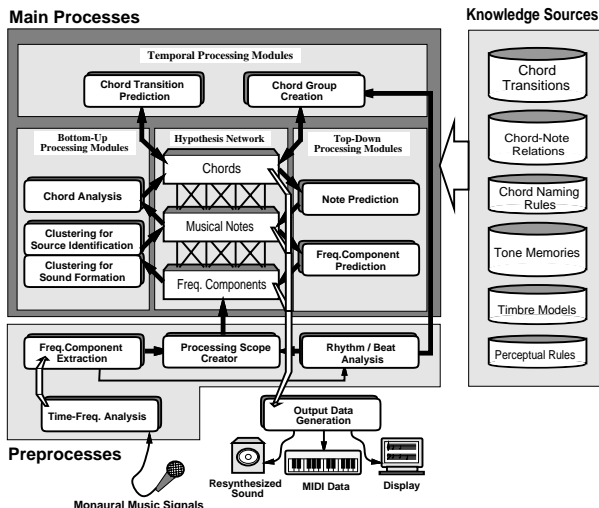 Main Processes
Knowledge Sources
Temporal Processing Modules
Chord Transition
Prediction
Chord Group
Creation
Bottom-Up
Processing Modules
Hypothesis Network
Top-Down
Processing Modules
Chords
Chord Analysis
Note Prediction
Musical Notes
Clustering for
Source Identification
Clustering for
Sound Formation
Freq.Component
Prediction
Freq. Components
Freq.Component
Extraction
Processing Scope
Creator
Rhythm / Beat
Analysis
Time-Freq. Analysis
Output Data
Generation
Preprocesses
Resynthesized
Sound
MIDI Data
Display
Monaural Music Signals
Chord
Transitions
Chord-Note
Relations
Chord Naming
Rules
Tone Memories
Timbre Models
Perceptual Rules